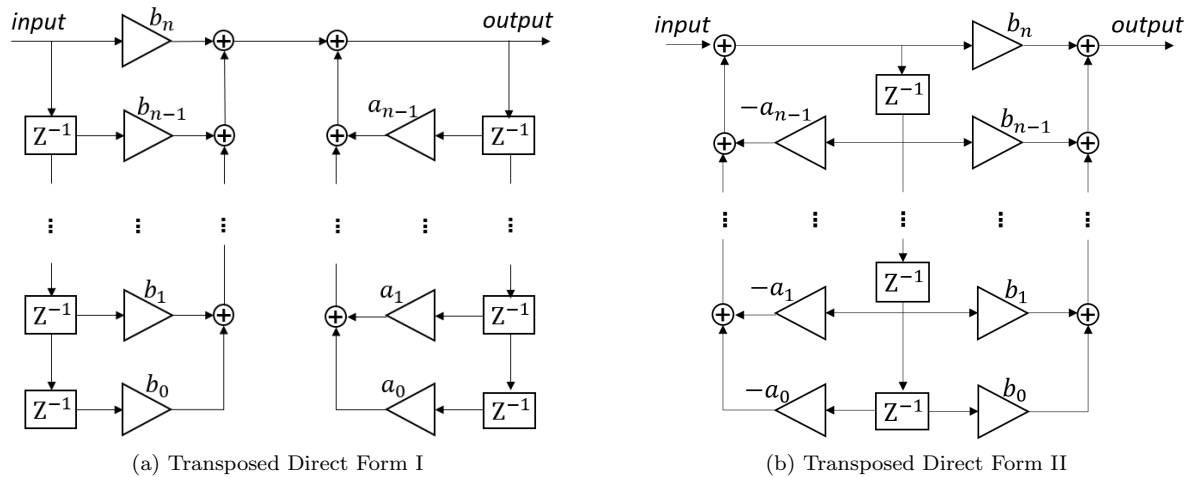 input
b_n
output
Z⁻¹
b_{n−1}
a_{n−1}
Z⁻¹
Z⁻¹
b_1
a_1
Z⁻¹
Z⁻¹
b_0
a_0
Z⁻¹
(a) Transposed Direct Form I
input
b_n
output
Z⁻¹
−a_{n−1}
b_{n−1}
Z⁻¹
−a_1
b_1
−a_0
Z⁻¹
b_0
(b) Transposed Direct Form II